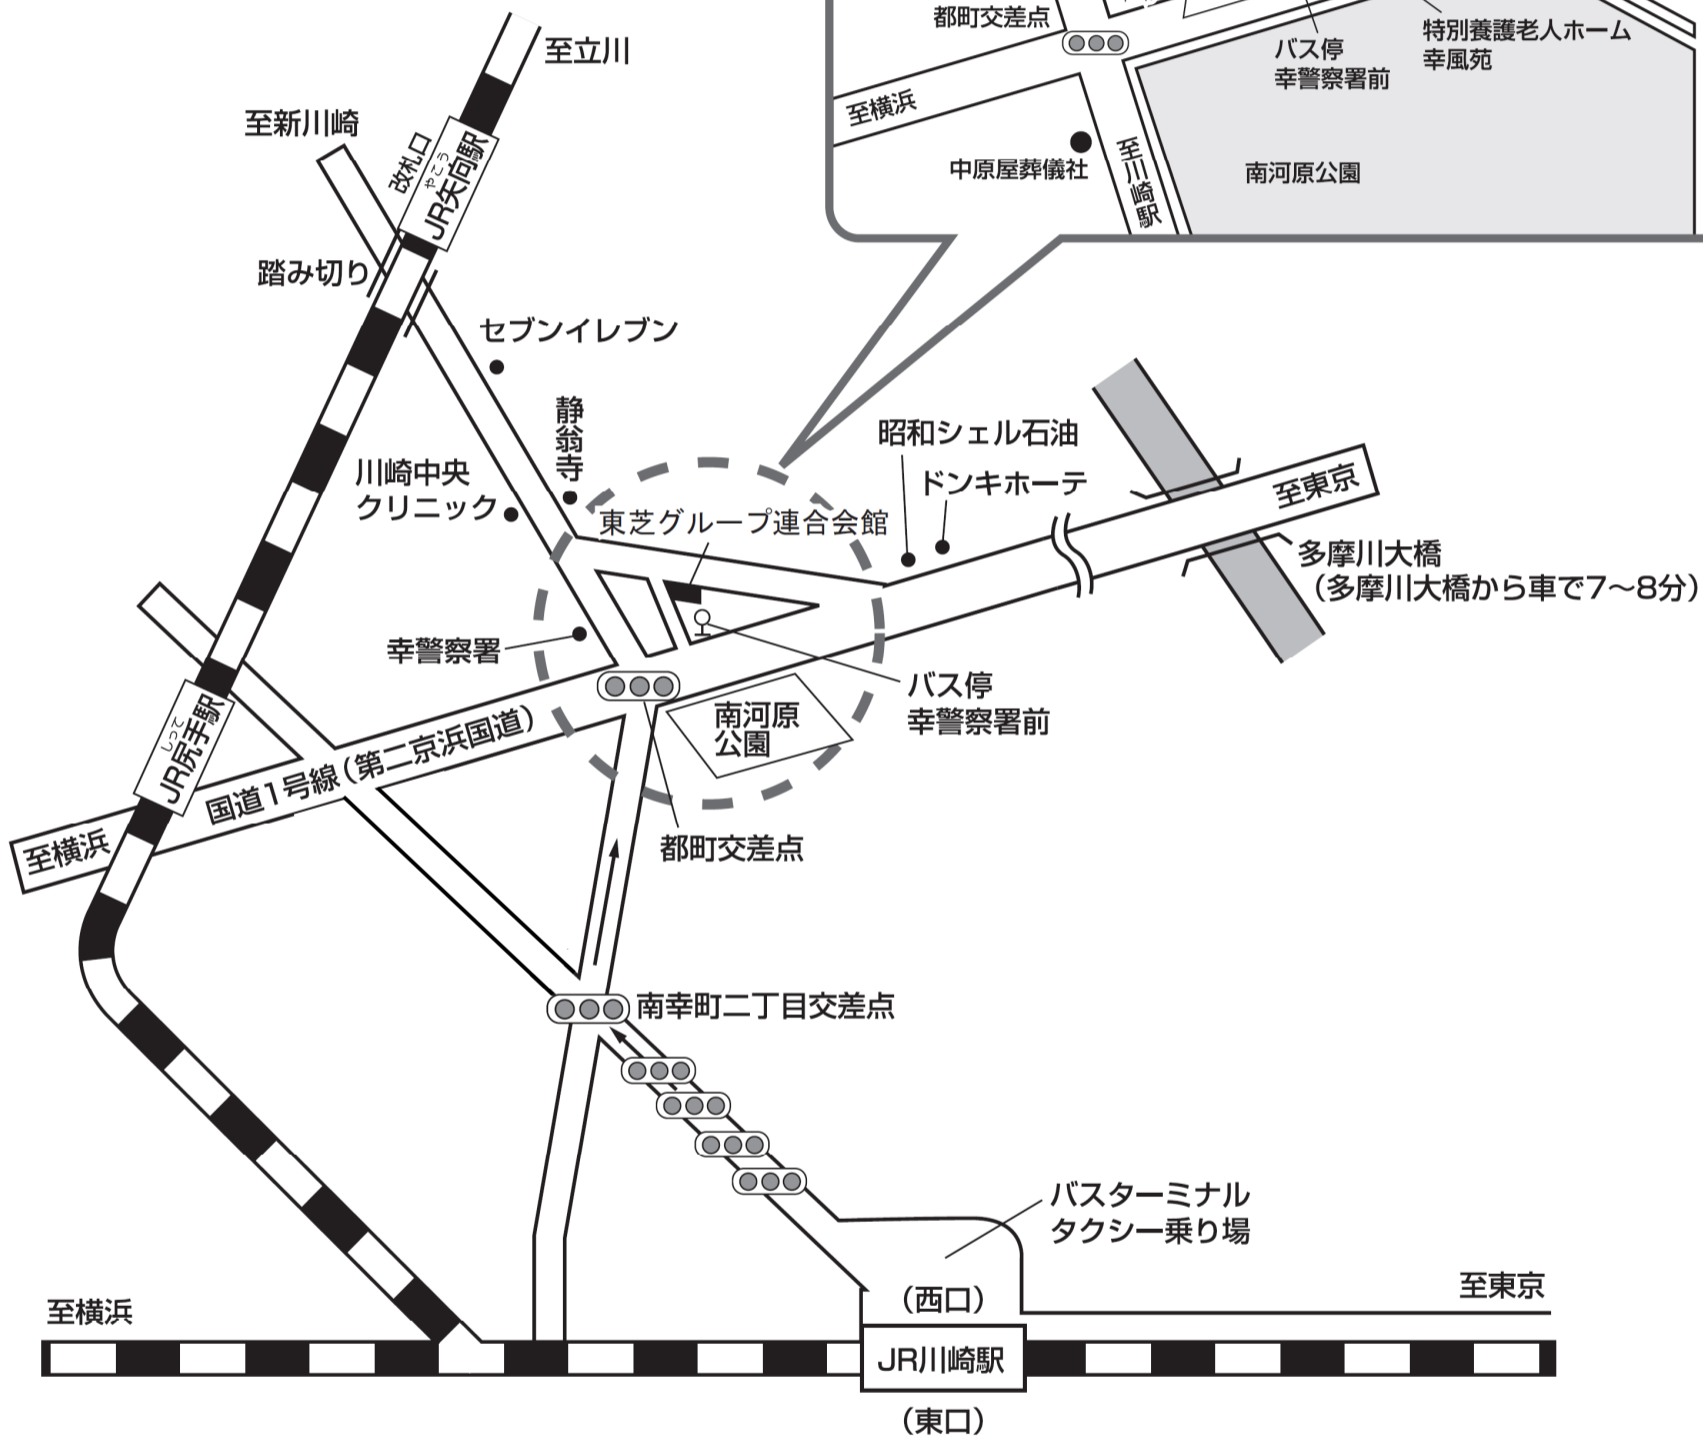 都町交差点
特別養護老人ホーム
幸風苑
バス停
幸警察署前
至横浜
中原屋葬儀社
至川崎駅
南河原公園
至立川
至新川崎
改札口
やこう
JR矢向駅
踏み切り
セブンイレブン
静翁寺
川崎中央
クリニック
昭和シェル石油
ドンキホーテ
至東京
東芝グループ連合会館
多摩川大橋
（多摩川大橋から車で7〜8分）
幸警察署
バス停
幸警察署前
南河原
公園
しって
JR尻手駅
国道1号線（第二京浜国道）
至横浜
都町交差点
南幸町二丁目交差点
バスターミナル
タクシー乗り場
至横浜
（西口）
至東京
JR川崎駅
（東口）